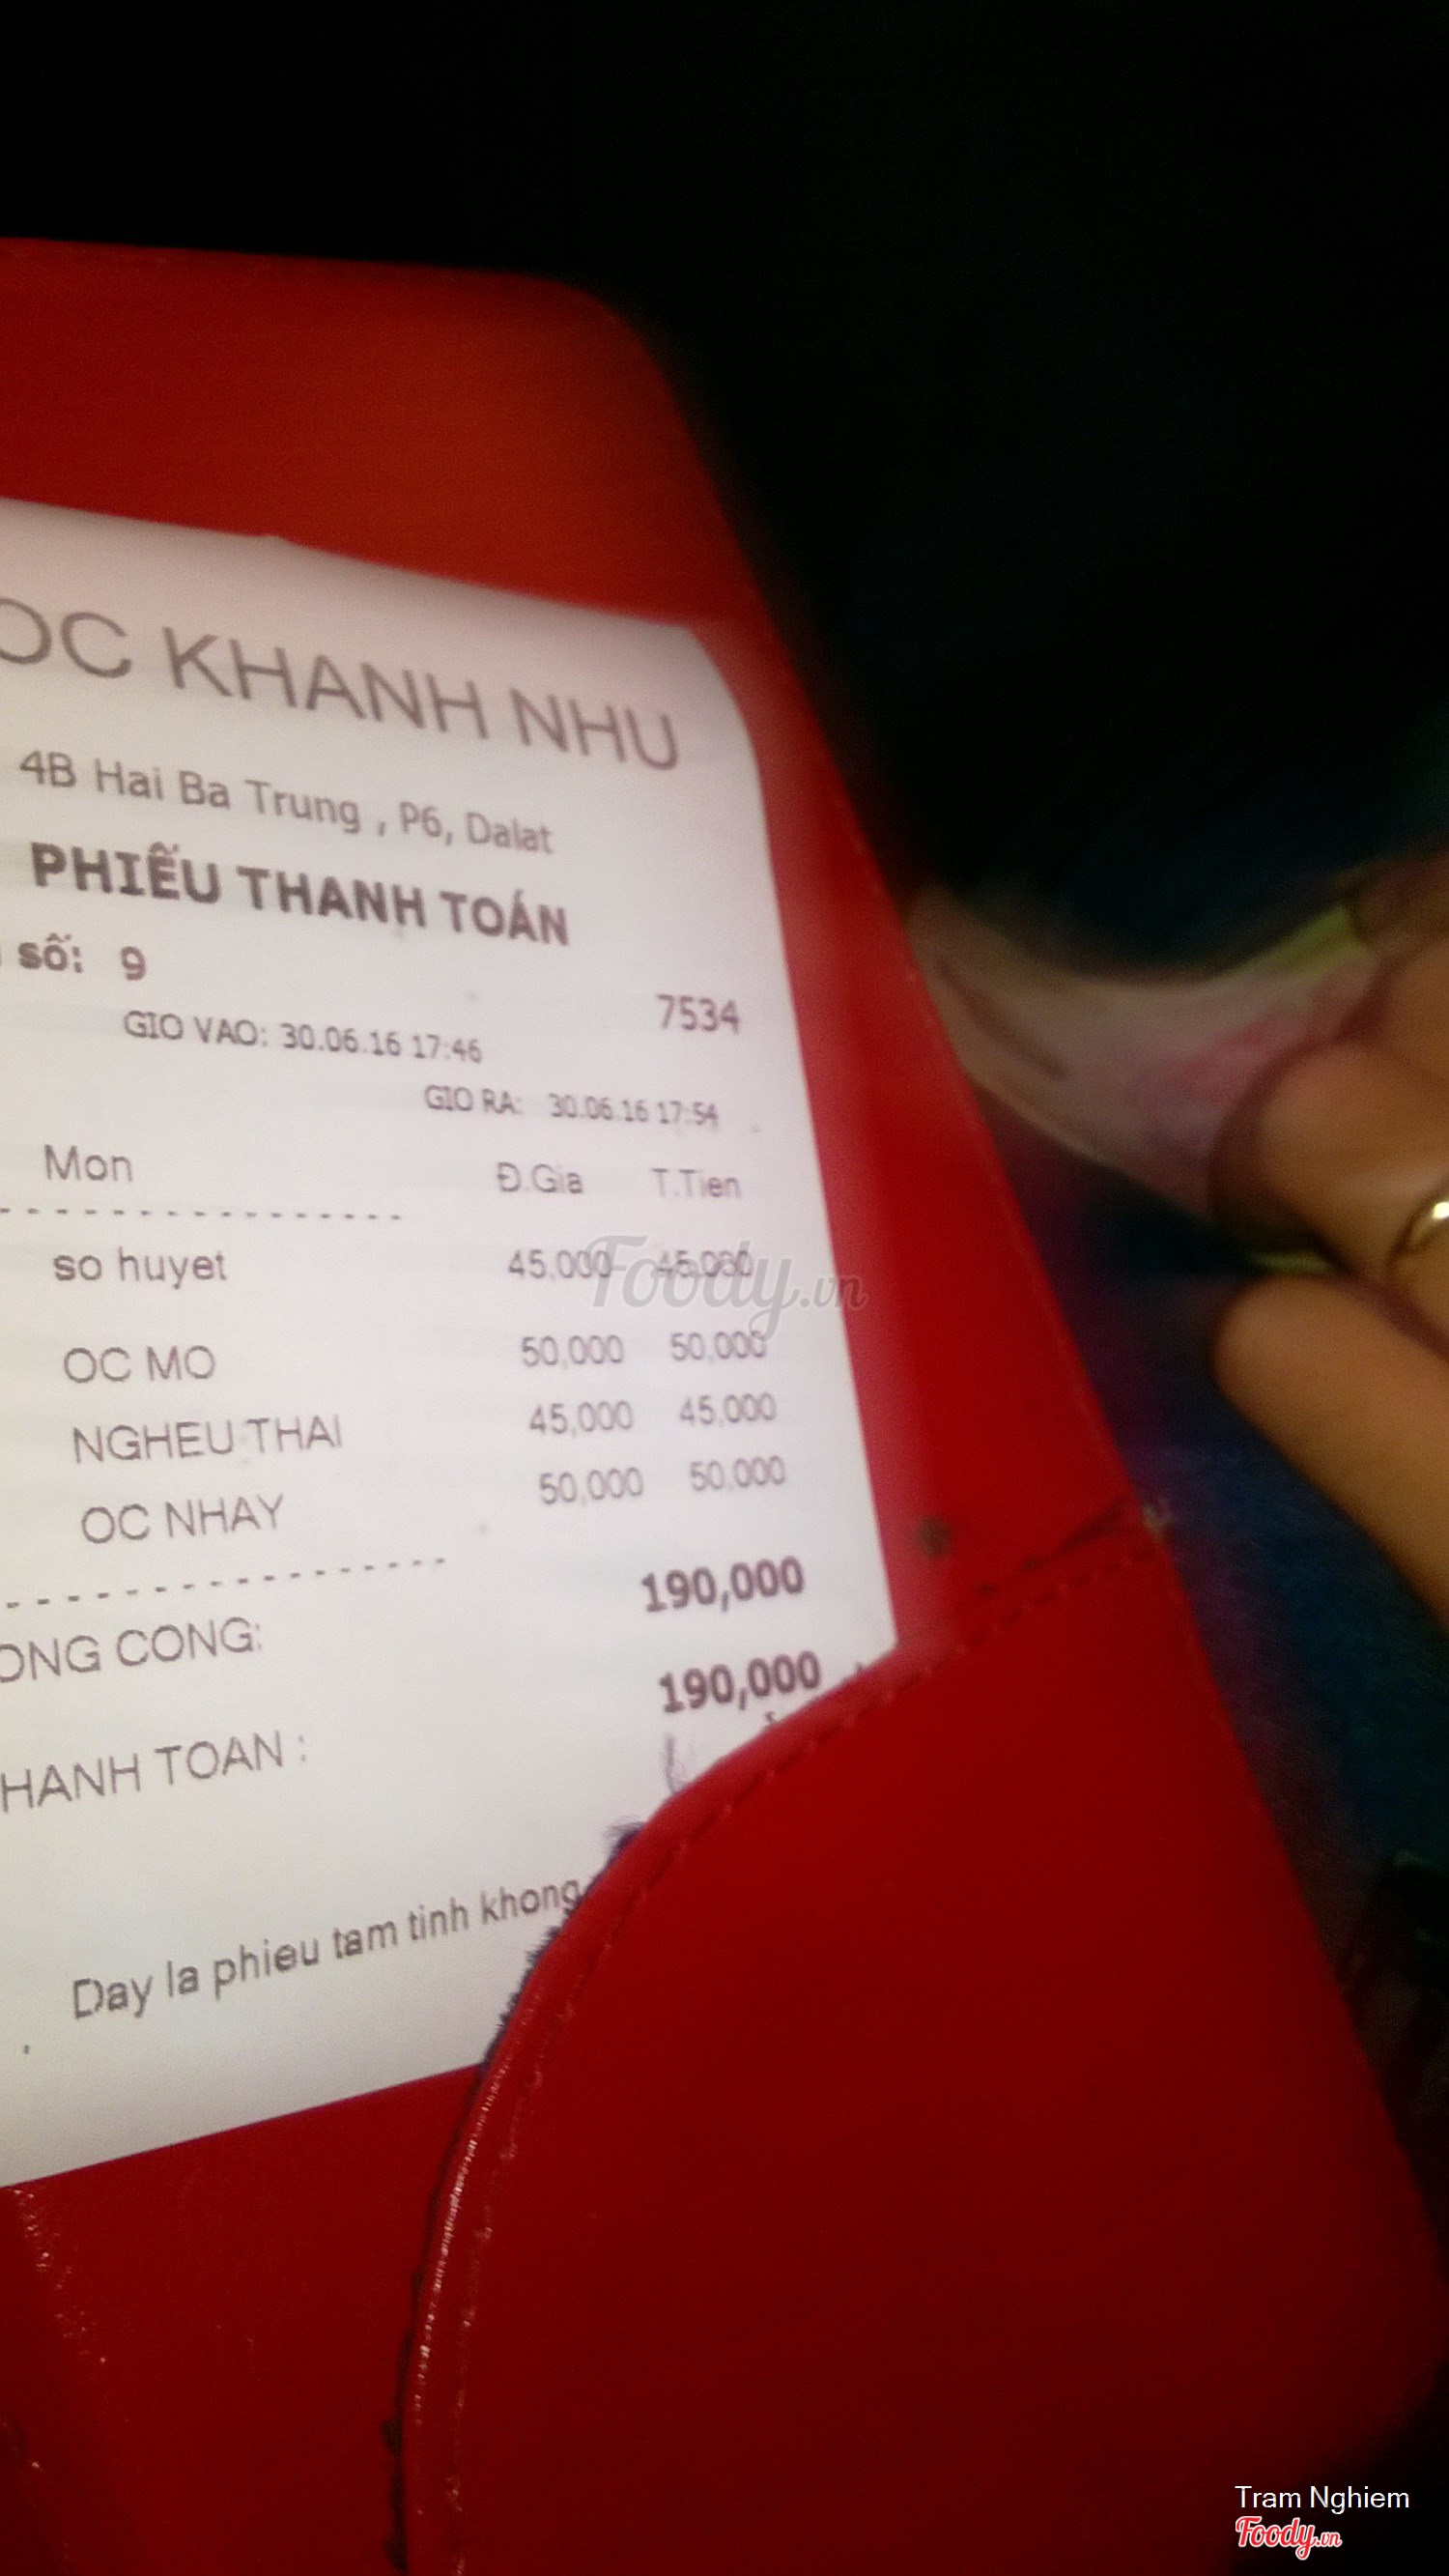 OC KHANH NHU
4B Hai Ba Trung , P6, Dalat
PHIẾU THANH TOÁN
số: 9
7534
GIO VAO: 30.06.16 17:46
GIO RA: 30.06.16 17:54
Mon Đ.Gia T.Tien
so huyet 45,000 45,000
OC MO 50,000 50,000
NGHEU THAI 45,000 45,000
OC NHAY 50,000 50,000
ONG CONG: 190,000
HANH TOAN : 190,000
Day la phieu tam tinh khong
Foody.vn
Tram Nghiem
Foody.vn